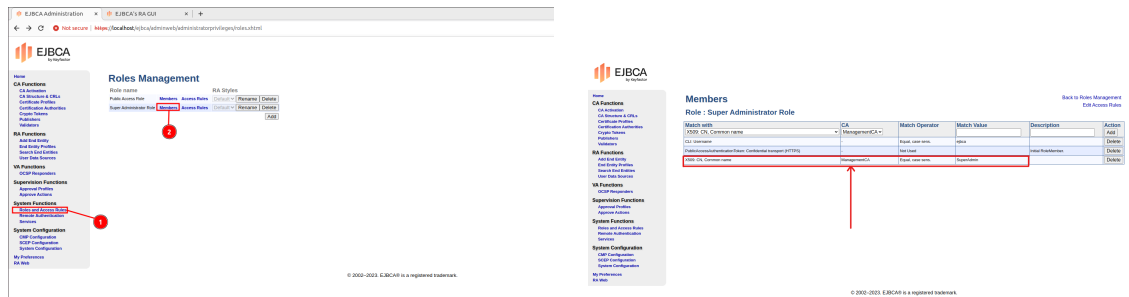 EJBCA Administration
EJBCA's RA GUI
Not secure https://localhost/ejbca/adminweb/administratorprivileges/roles.xhtml
EJBCA
by Keyfactor
Home
CA Functions
CA Activation
CA Structure & CRLs
Certificate Profiles
Certification Authorities
Crypto Tokens
Publishers
Validators
RA Functions
Add End Entity
End Entity Profiles
Search End Entities
User Data Sources
VA Functions
OCSP Responders
Supervision Functions
Approval Profiles
Approve Actions
System Functions
Roles and Access Rules
Remote Authentication
Services
System Configuration
CMP Configuration
SCEP Configuration
System Configuration
My Preferences
RA Web
Roles Management
Role name RA Styles
Public Access Role Members Access Rules Default Rename Delete
Super Administrator Role Members Access Rules Default Rename Delete
Add
2
1
© 2002–2023. EJBCA® is a registered trademark.
EJBCA
by Keyfactor
Home
CA Functions
CA Activation
CA Structure & CRLs
Certificate Profiles
Certification Authorities
Crypto Tokens
Publishers
Validators
RA Functions
Add End Entity
End Entity Profiles
Search End Entities
User Data Sources
VA Functions
OCSP Responders
Supervision Functions
Approval Profiles
Approve Actions
System Functions
Roles and Access Rules
Remote Authentication
Services
System Configuration
CMP Configuration
SCEP Configuration
System Configuration
My Preferences
RA Web
Members
Back to Roles Management
Edit Access Rules
Role : Super Administrator Role
Match with CA Match Operator Match Value Description Action
X509: CN, Common name ManagementCA Add
CLI: Username - Equal, case sens. ejbca Delete
PublicAccessAuthenticationToken: Confidential transport (HTTPS) - Not Used Initial RoleMember. Delete
X509: CN, Common name ManagementCA Equal, case sens. SuperAdmin Delete
© 2002–2023. EJBCA® is a registered trademark.